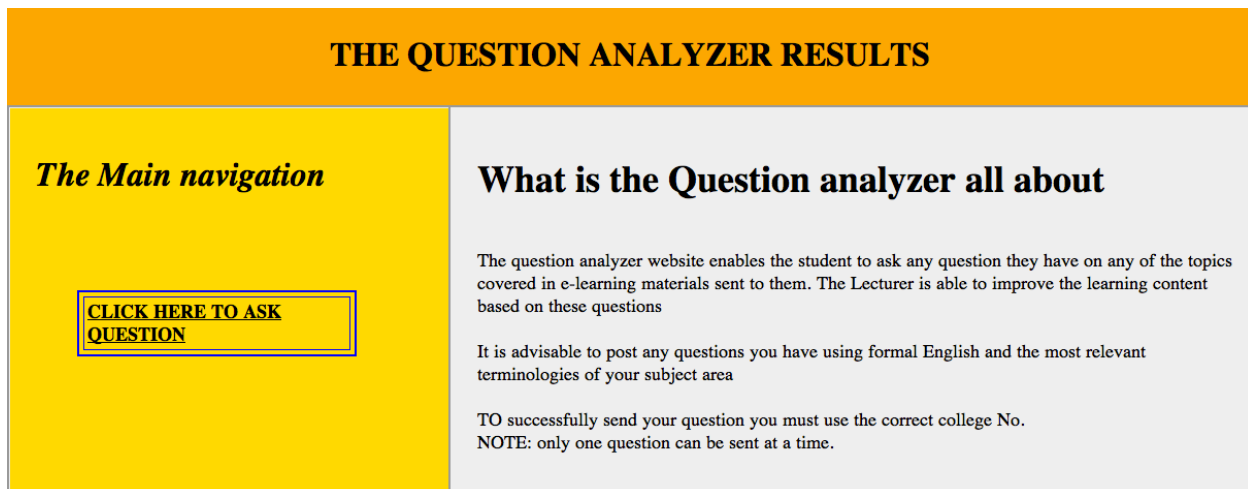 THE QUESTION ANALYZER RESULTS
The Main navigation
CLICK HERE TO ASK
QUESTION
What is the Question analyzer all about
The question analyzer website enables the student to ask any question they have on any of the topics
covered in e-learning materials sent to them. The Lecturer is able to improve the learning content
based on these questions
It is advisable to post any questions you have using formal English and the most relevant
terminologies of your subject area
TO successfully send your question you must use the correct college No.
NOTE: only one question can be sent at a time.